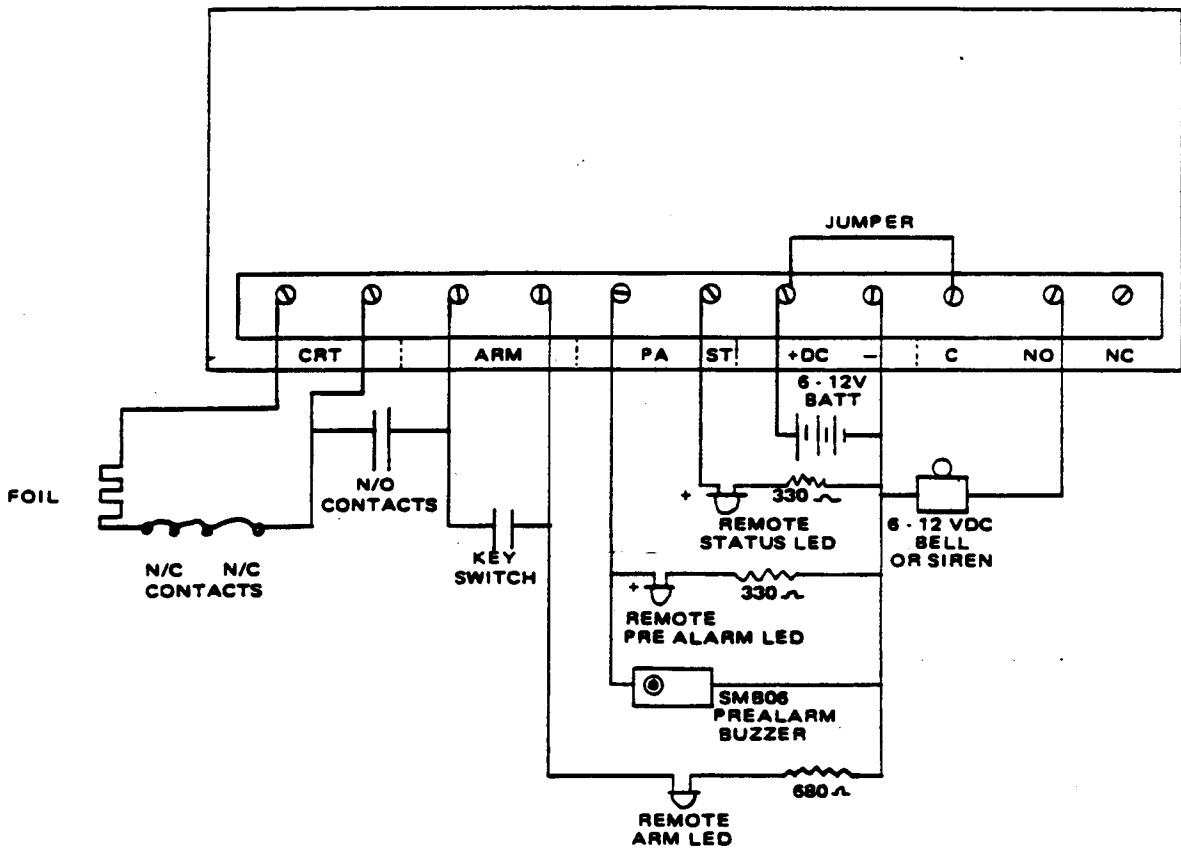 JUMPER
CRT ARM PA ST +DC − C NO NC
6 - 12V
BATT
N/O
CONTACTS
FOIL
+
330 Ω
REMOTE
STATUS LED
6 - 12 VDC
BELL
OR SIREN
N/C N/C
CONTACTS
KEY
SWITCH
+
330 Ω
REMOTE
PRE ALARM LED
SMB06
PREALARM
BUZZER
680 Ω
REMOTE
ARM LED